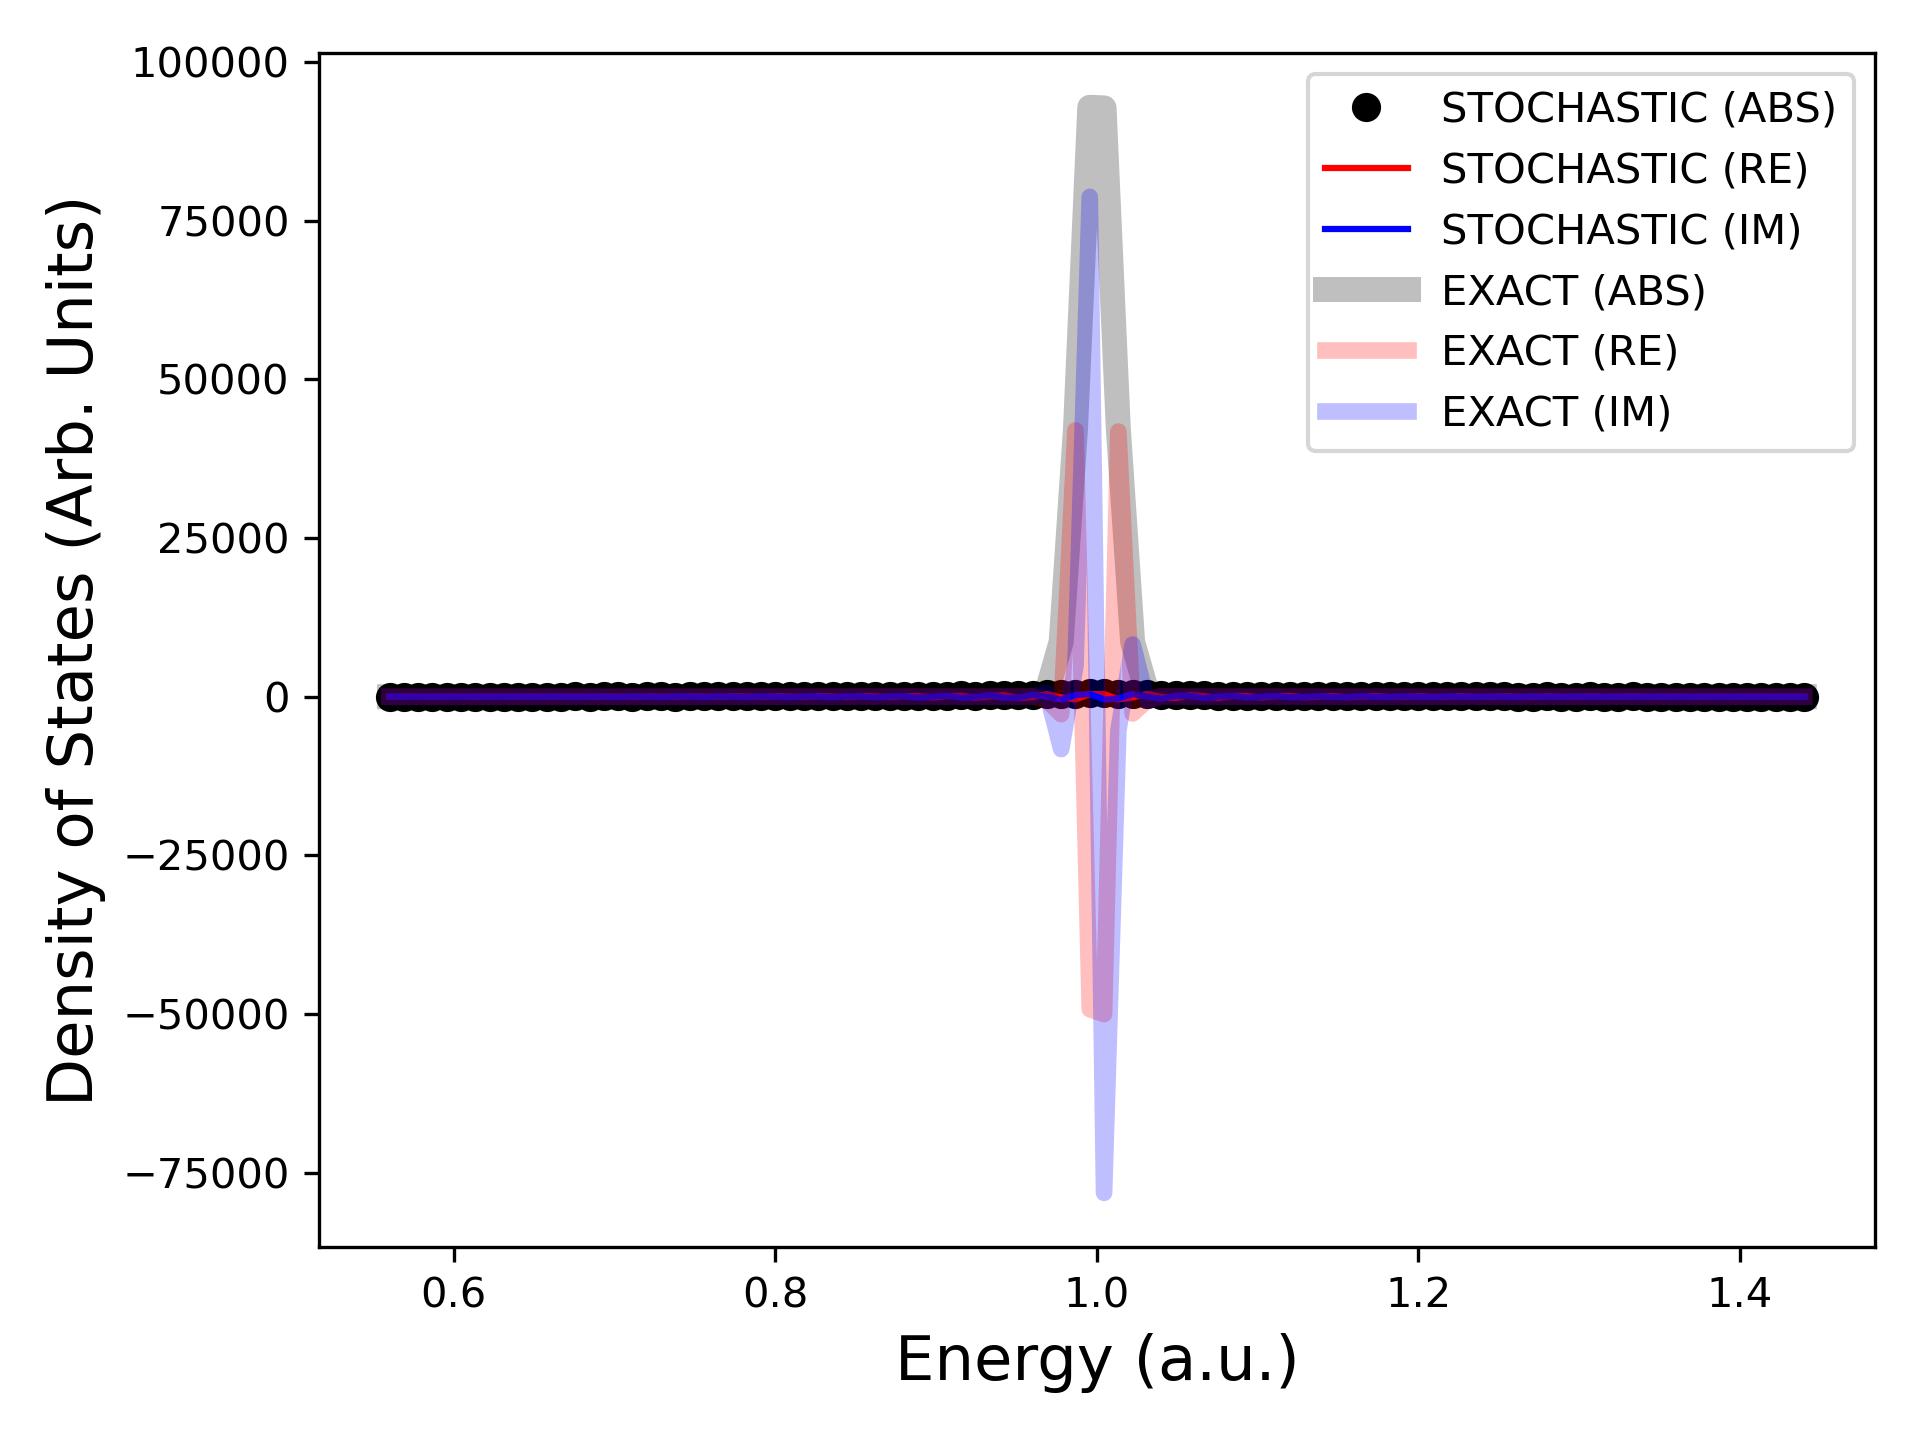 100000
75000
50000
25000
0
−25000
−50000
−75000
Density of States (Arb. Units)
STOCHASTIC (ABS)
STOCHASTIC (RE)
STOCHASTIC (IM)
EXACT (ABS)
EXACT (RE)
EXACT (IM)
0.6 0.8 1.0 1.2 1.4
Energy (a.u.)